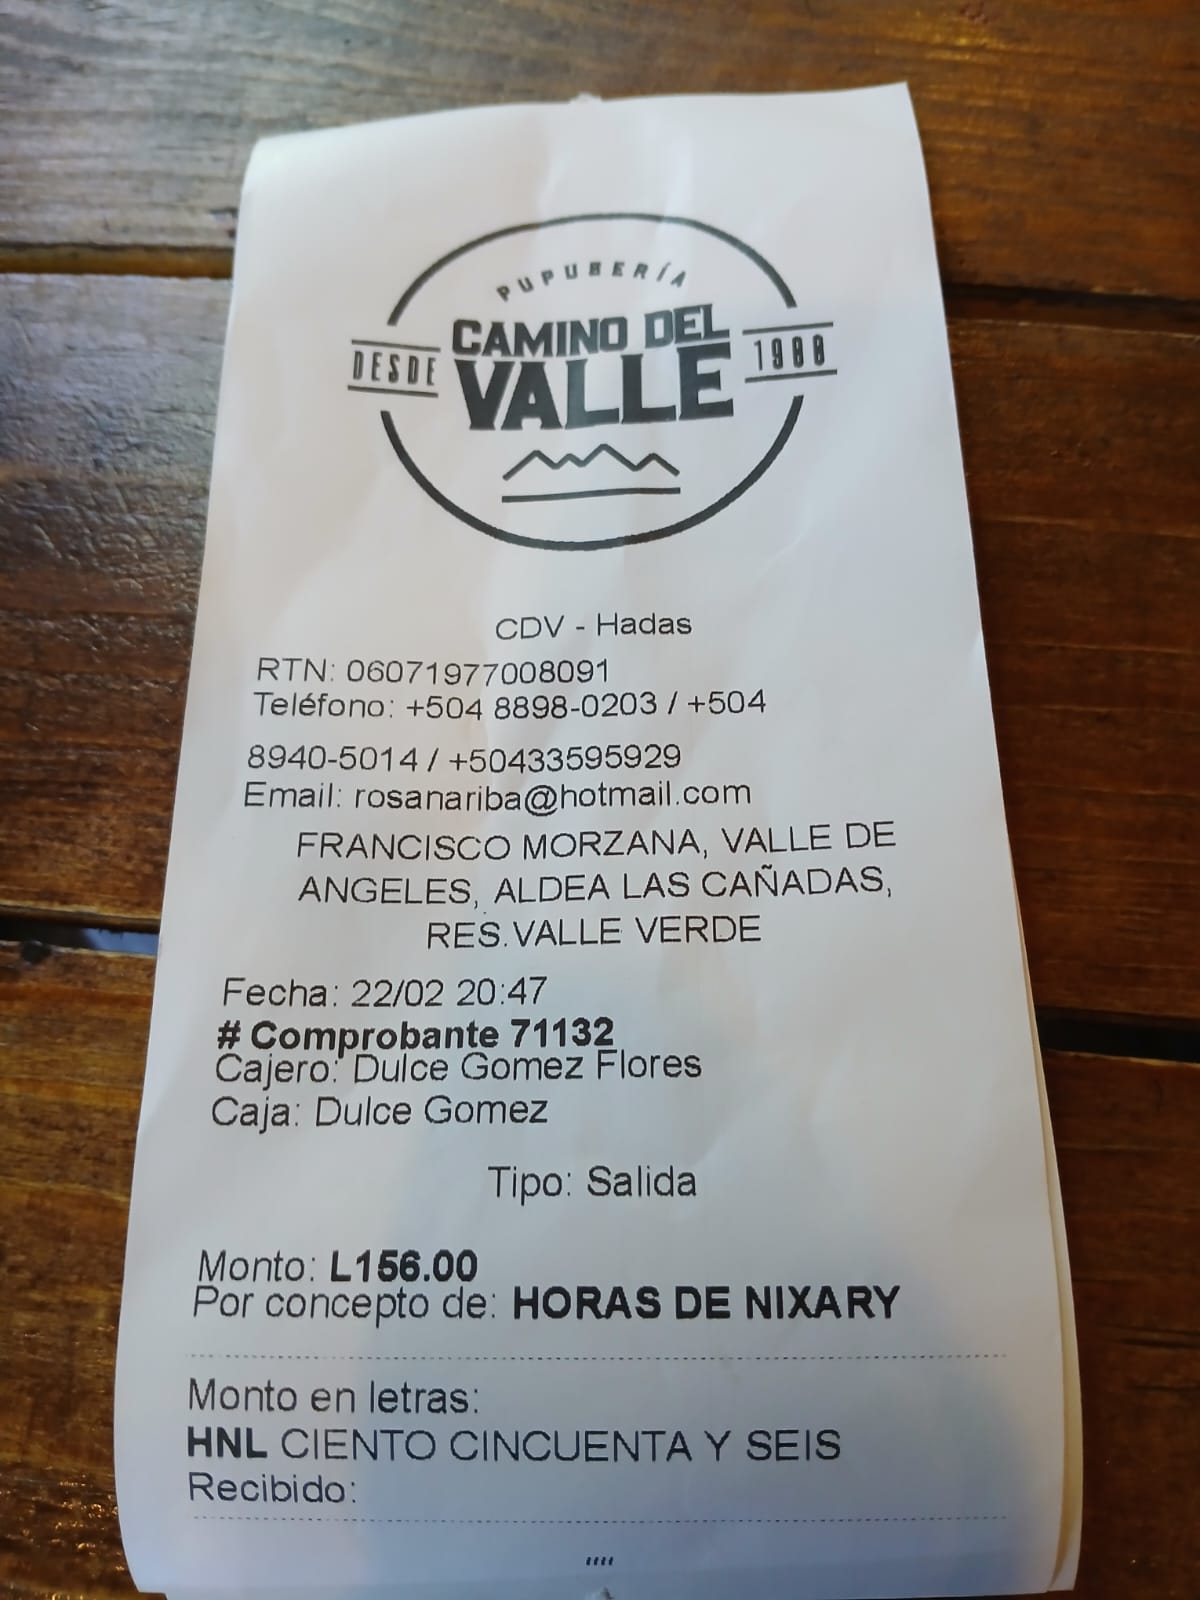 PUPUSERÍA
CAMINO DEL
VALLE
DESDE
1988
CDV - Hadas
RTN: 06071977008091
Teléfono: +504 8898-0203 / +504
8940-5014 / +50433595929
Email: rosanariba@hotmail.com
FRANCISCO MORZANA, VALLE DE
ANGELES, ALDEA LAS CAÑADAS,
RES.VALLE VERDE
Fecha: 22/02 20:47
# Comprobante 71132
Cajero: Dulce Gomez Flores
Caja: Dulce Gomez
Tipo: Salida
Monto: L156.00
Por concepto de: HORAS DE NIXARY
Monto en letras:
HNL CIENTO CINCUENTA Y SEIS
Recibido:
,,,,